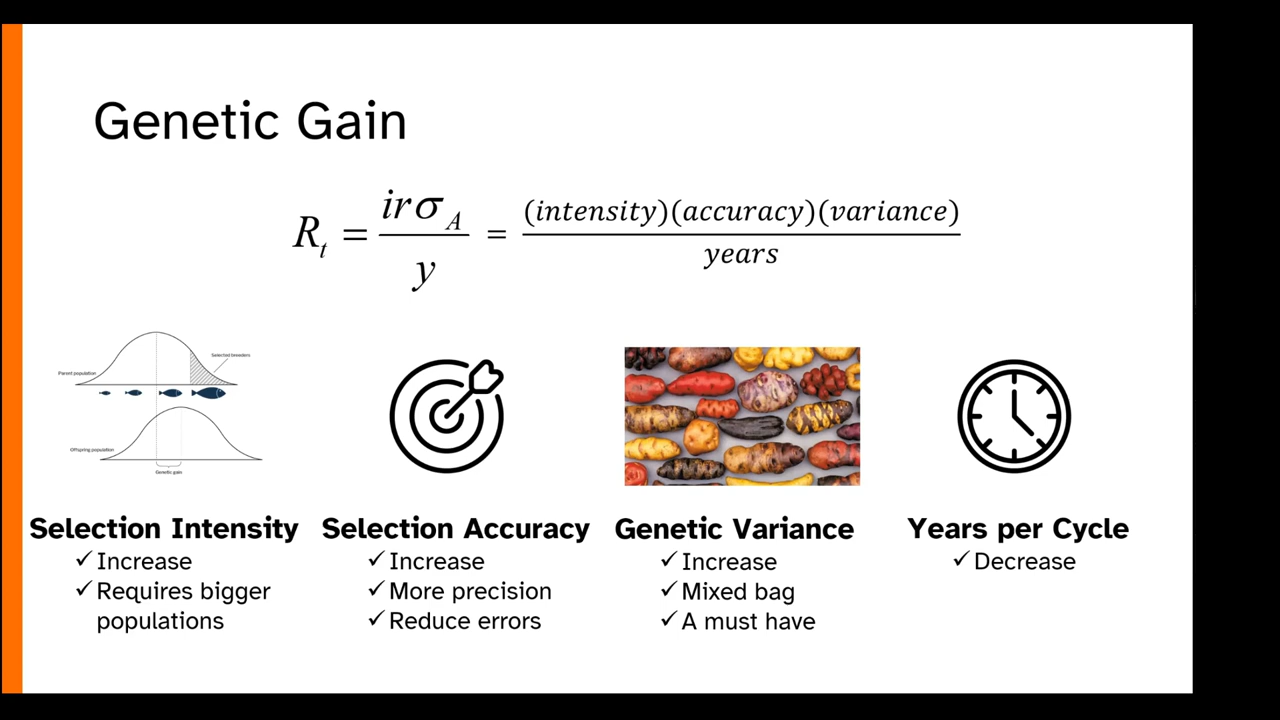 Genetic Gain
R_t = irσ_A / y = (intensity)(accuracy)(variance) / years
Parent population
Selected breeders
Offspring population
Genetic gain
Selection Intensity
✓ Increase
✓ Requires bigger
populations
Selection Accuracy
✓ Increase
✓ More precision
✓ Reduce errors
Genetic Variance
✓ Increase
✓ Mixed bag
✓ A must have
Years per Cycle
✓ Decrease